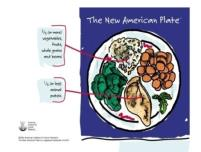 The New American Plate™
⅔ (or more)
vegetables,
fruits,
whole grains
and beans
⅓ (or less)
animal
protein